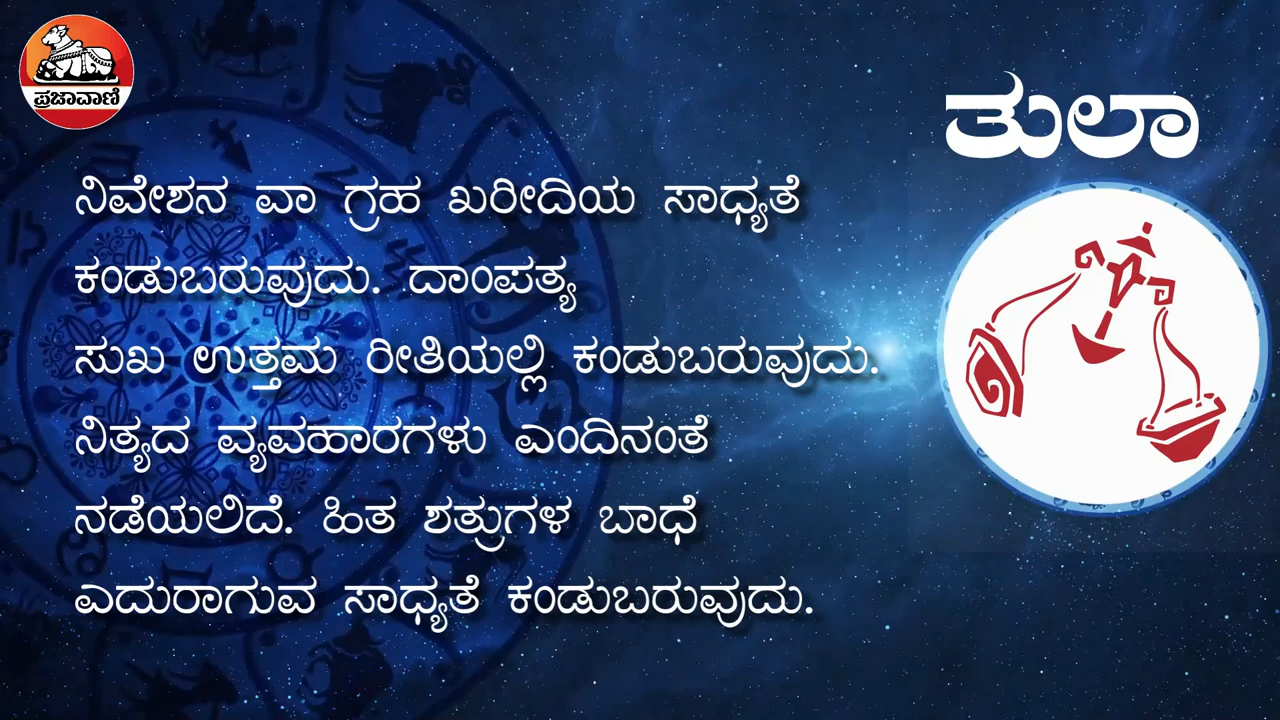 ಪ್ರಜಾವಾಣಿ
ತುಲಾ
ನಿವೇಶನ ವಾ ಗ್ರಹ ಖರೀದಿಯ ಸಾಧ್ಯತೆ
ಕಂಡುಬರುವುದು. ದಾಂಪತ್ಯ
ಸುಖ ಉತ್ತಮ ರೀತಿಯಲ್ಲಿ ಕಂಡುಬರುವುದು.
ನಿತ್ಯದ ವ್ಯವಹಾರಗಳು ಎಂದಿನಂತೆ
ನಡೆಯಲಿದೆ. ಹಿತ ಶತ್ರುಗಳ ಬಾಧೆ
ಎದುರಾಗುವ ಸಾಧ್ಯತೆ ಕಂಡುಬರುವುದು.